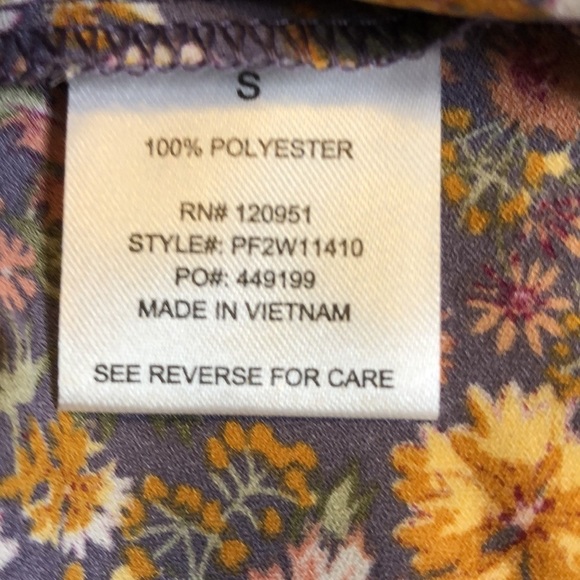 S
100% POLYESTER
RN# 120951
STYLE#: PF2W11410
PO#: 449199
MADE IN VIETNAM
SEE REVERSE FOR CARE